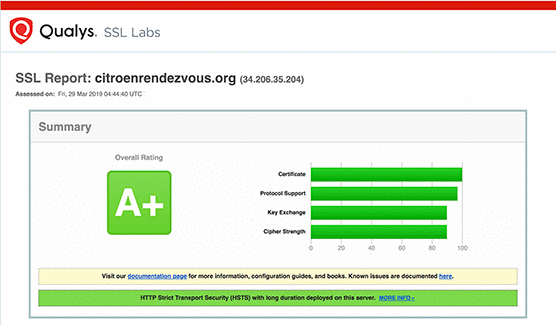 Qualys. SSL Labs
SSL Report: citroenrendezvous.org (34.206.35.204)
Assessed on: Fri, 29 Mar 2019 04:44:40 UTC
Summary
Overall Rating
A+
Certificate
Protocol Support
Key Exchange
Cipher Strength
0 20 40 60 80 100
Visit our documentation page for more information, configuration guides, and books. Known issues are documented here.
HTTP Strict Transport Security (HSTS) with long duration deployed on this server. MORE INFO »